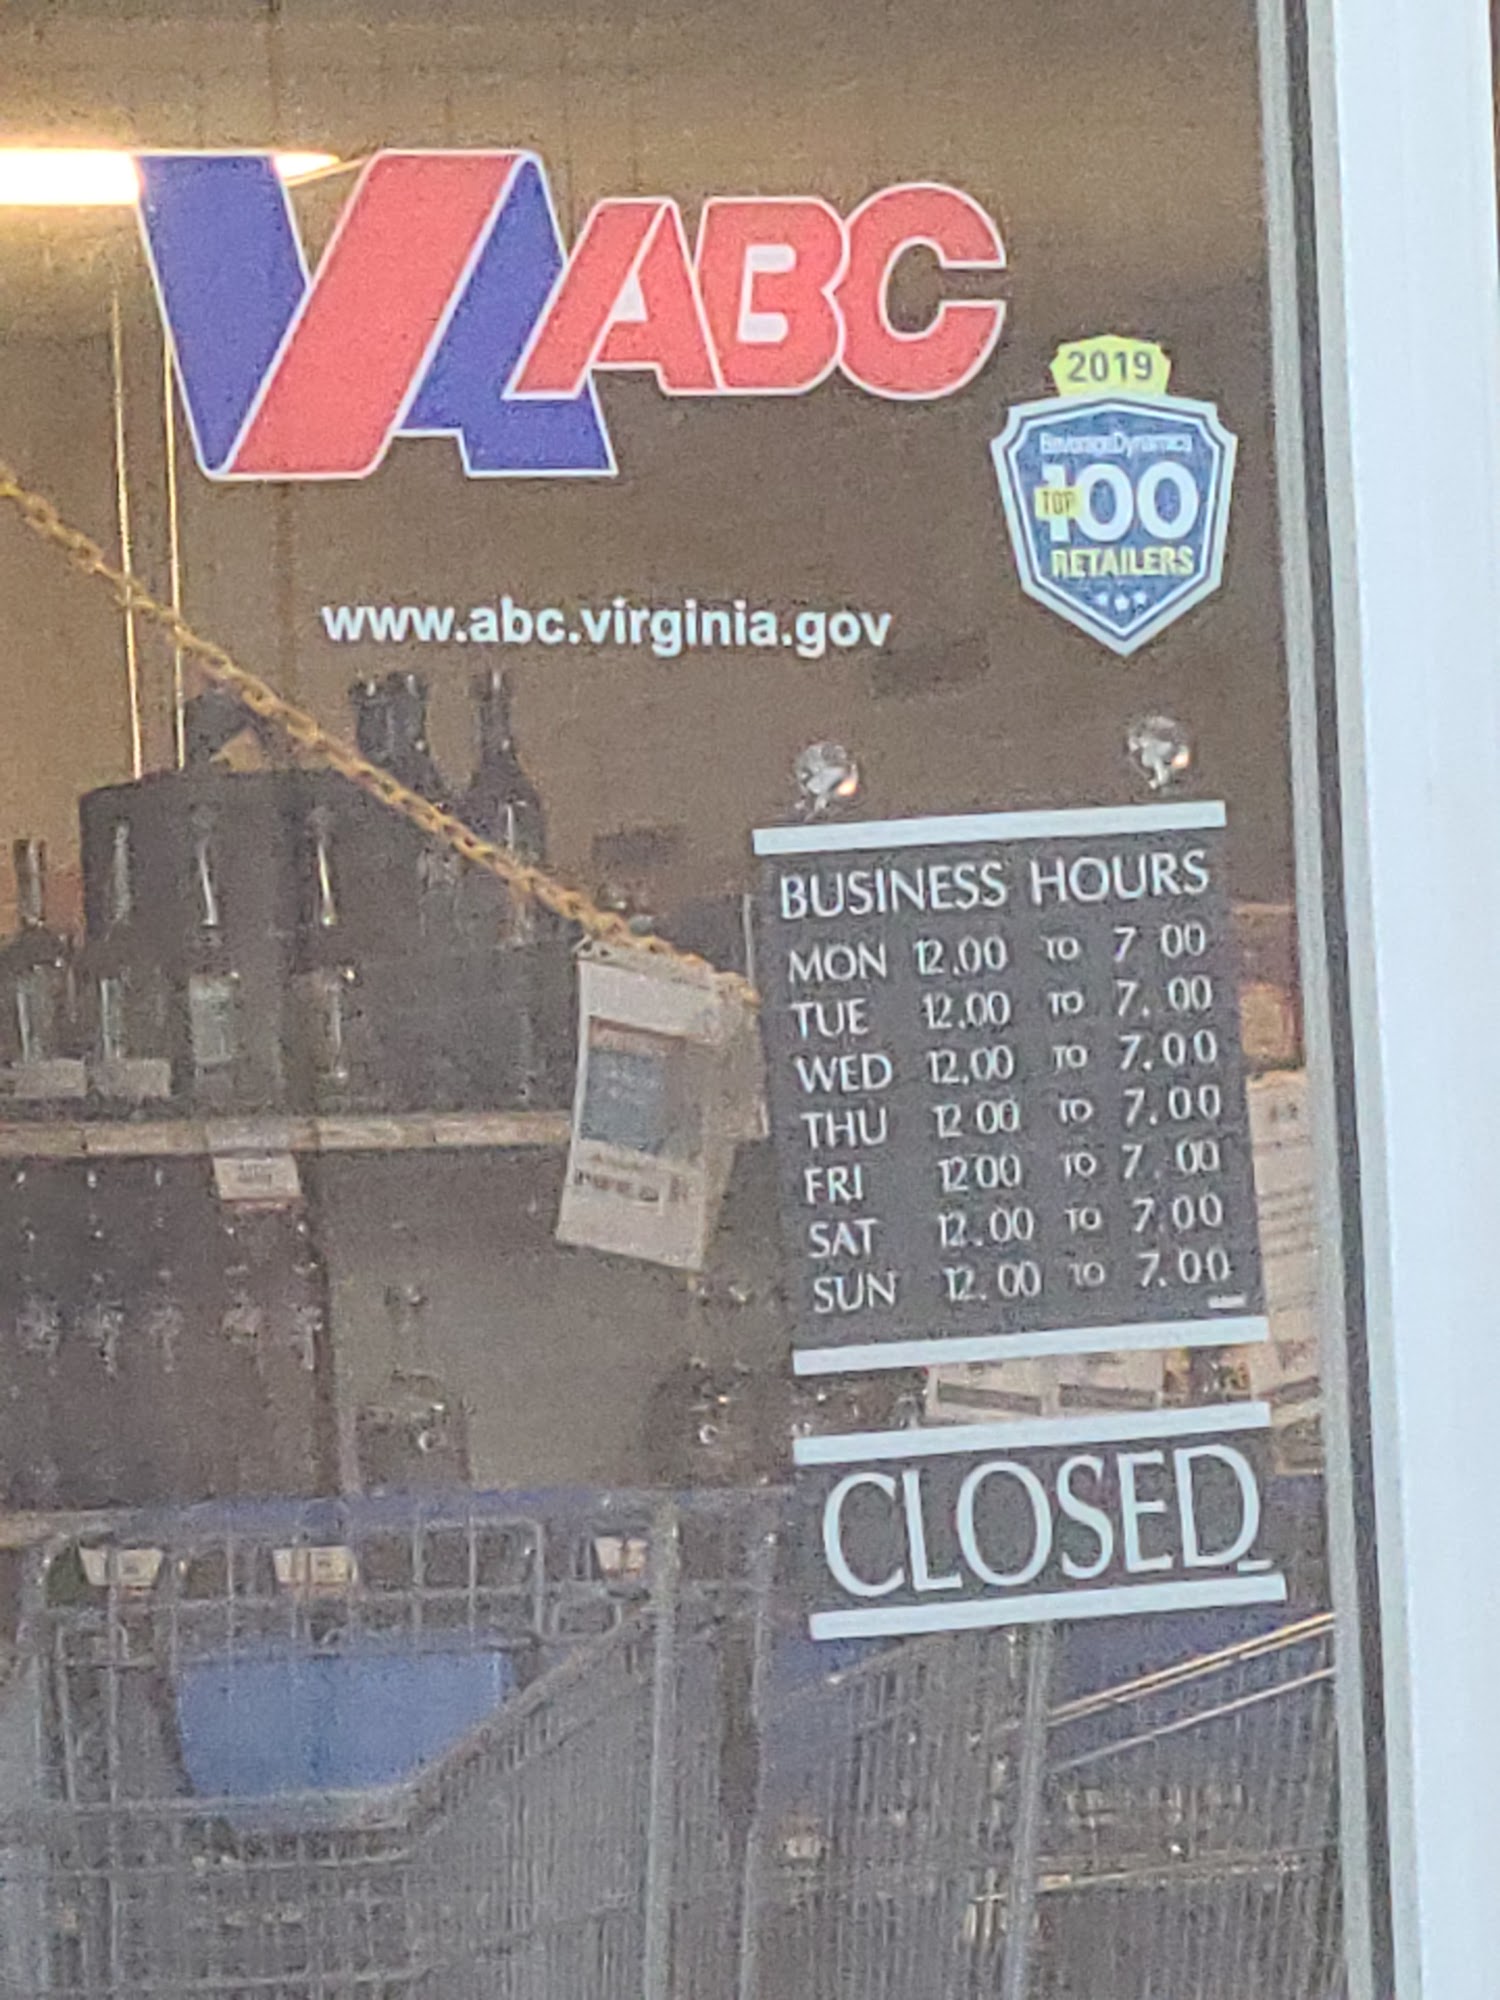 VA ABC
2019
BeverageDynamics
TOP 100
RETAILERS
www.abc.virginia.gov
BUSINESS HOURS
MON 12.00 TO 7 00
TUE 12.00 TO 7. 00
WED 12.00 TO 7.00
THU 12 00 TO 7.00
FRI 12 00 TO 7. 00
SAT 12.00 TO 7.00
SUN 12.00 TO 7.00
CLOSED